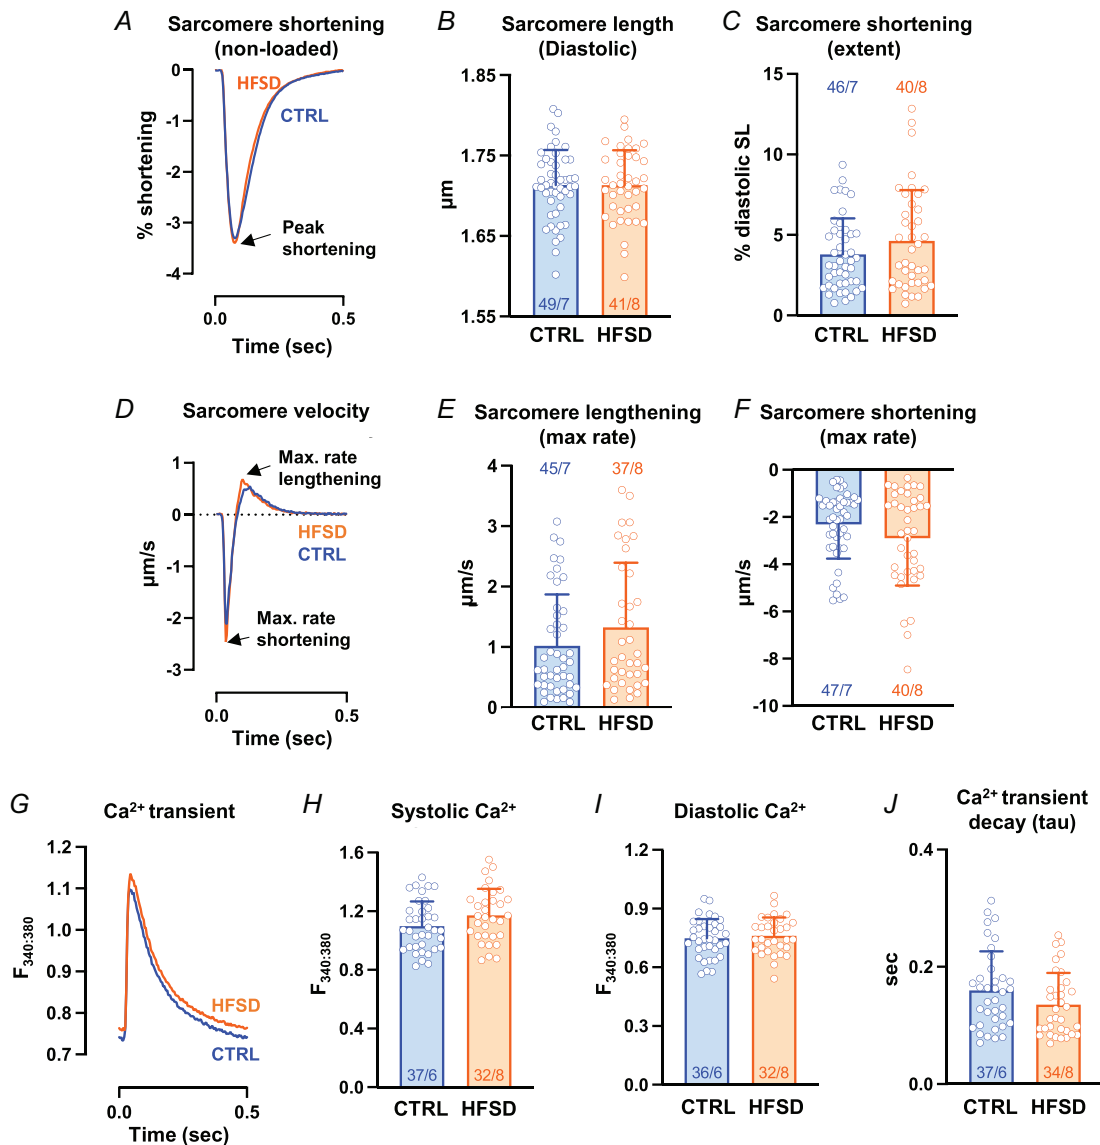 A Sarcomere shortening
(non-loaded)
% shortening
0
-1
-2
-3
-4
HFSD
CTRL
Peak
shortening
0.0 0.5
Time (sec)
B Sarcomere length
(Diastolic)
µm
1.85
1.75
1.65
1.55
49/7 41/8
CTRL HFSD
C Sarcomere shortening
(extent)
% diastolic SL
15
10
5
0
46/7 40/8
CTRL HFSD
D Sarcomere velocity
µm/s
1
0
-1
-2
-3
Max. rate
lengthening
HFSD
CTRL
Max. rate
shortening
0.0 0.5
Time (sec)
E Sarcomere lengthening
(max rate)
µm/s
4
3
2
1
0
45/7 37/8
CTRL HFSD
F Sarcomere shortening
(max rate)
µm/s
0
-2
-4
-6
-8
-10
47/7 40/8
CTRL HFSD
G Ca²⁺ transient
F340:380
1.2
1.1
1.0
0.9
0.8
0.7
HFSD
CTRL
0.0 0.5
Time (sec)
H Systolic Ca²⁺
F340:380
1.6
1.2
0.8
0.4
0.0
37/6 32/8
CTRL HFSD
I Diastolic Ca²⁺
F340:380
1.2
0.9
0.6
0.3
0.0
36/6 32/8
CTRL HFSD
J Ca²⁺ transient
decay (tau)
sec
0.4
0.2
0.0
37/6 34/8
CTRL HFSD